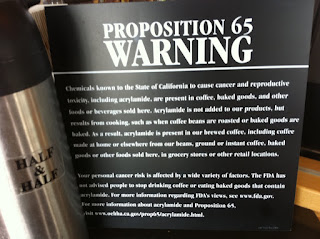 PROPOSITION 65
WARNING
Chemicals known to the State of California to cause cancer and reproductive
toxicity, including acrylamide, are present in coffee, baked goods, and other
foods or beverages sold here. Acrylamide is not added to our products, but
results from cooking, such as when coffee beans are roasted or baked goods are
baked. As a result, acrylamide is present in our brewed coffee, including coffee
made at home or elsewhere from our beans, ground or instant coffee, baked
goods or other foods sold here, in grocery stores or other retail locations.
Your personal cancer risk is affected by a wide variety of factors. The FDA has
not advised people to stop drinking coffee or eating baked goods that contain
acrylamide. For more information regarding FDA's views, see www.fda.gov.
For more information about acrylamide and Proposition 65,
visit www.oehha.ca.gov/prop65/acrylamide.html.
HALF
&
HALF